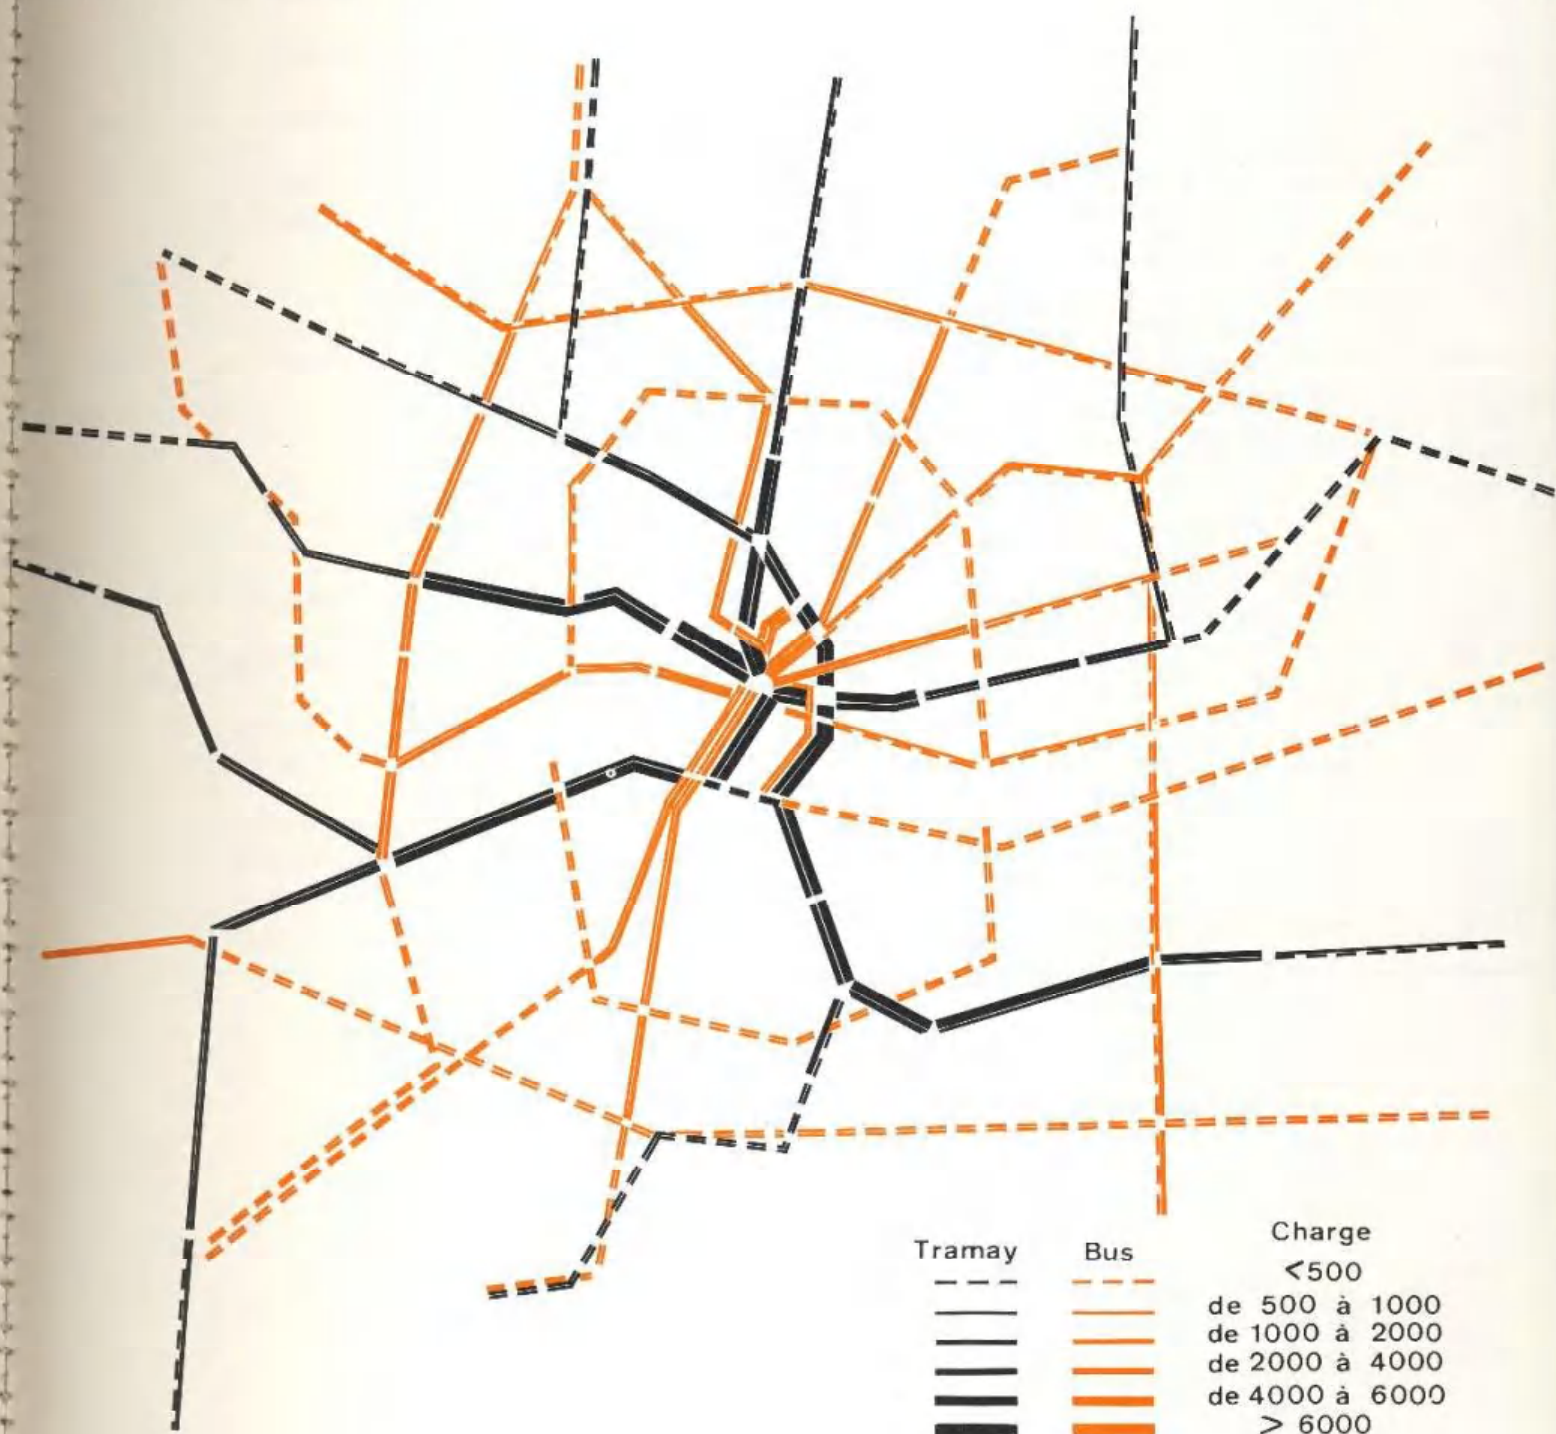 Tramay Bus Charge
<500
de 500 à 1000
de 1000 à 2000
de 2000 à 4000
de 4000 à 6000
> 6000